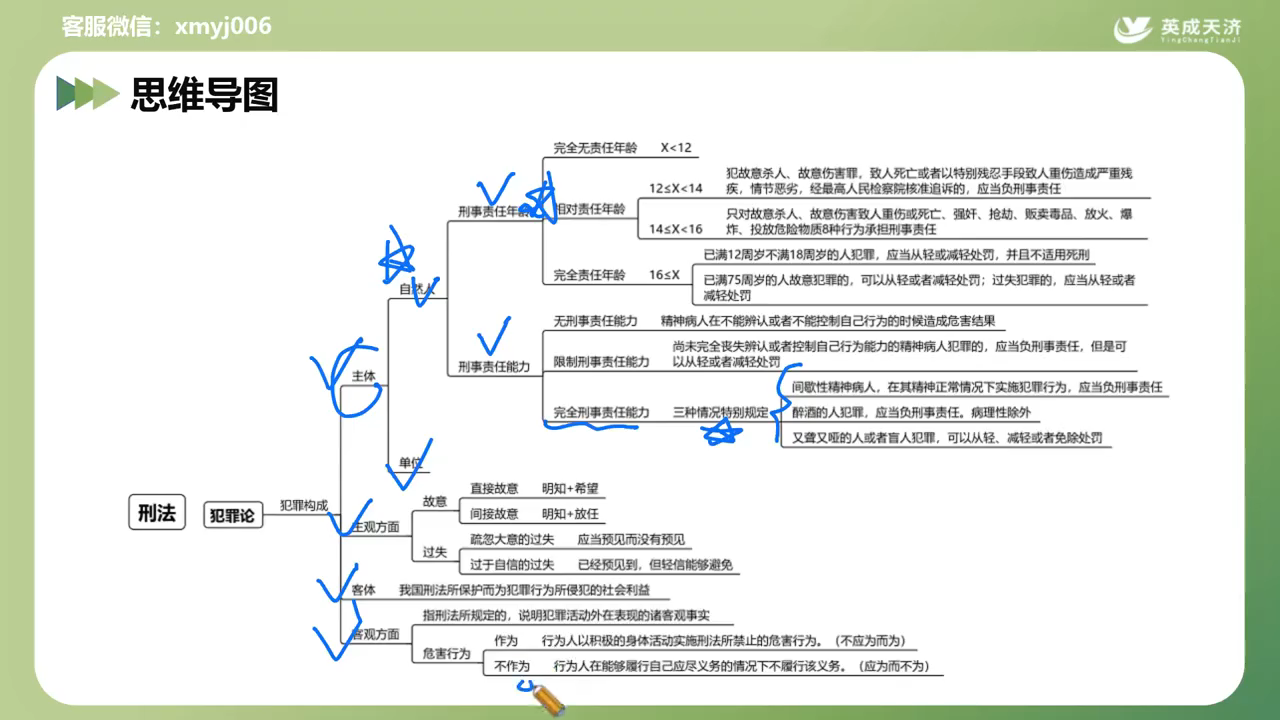 客服微信：xmyj006
英成天济
YingChengTianJi
思维导图
完全无责任年龄 X<12
犯故意杀人、故意伤害罪，致人死亡或者以特别残忍手段致人重伤造成严重残
12≤X<14
疾，情节恶劣，经最高人民检察院核准追诉的，应当负刑事责任
刑事责任年龄
相对责任年龄
只对故意杀人、故意伤害致人重伤或死亡、强奸、抢劫、贩卖毒品、放火、爆
14≤X<16
炸、投放危险物质8种行为承担刑事责任
已满12周岁不满18周岁的人犯罪，应当从轻或减轻处罚，并且不适用死刑
完全责任年龄 16≤X
已满75周岁的人故意犯罪的，可以从轻或者减轻处罚；过失犯罪的，应当从轻或者
减轻处罚
自然人
无刑事责任能力 精神病人在不能辨认或者不能控制自己行为的时候造成危害结果
尚未完全丧失辨认或者控制自己行为能力的精神病人犯罪的，应当负刑事责任，但是可
限制刑事责任能力
以从轻或者减轻处罚
刑事责任能力
主体
间歇性精神病人，在其精神正常情况下实施犯罪行为，应当负刑事责任
完全刑事责任能力 三种情况特别规定
醉酒的人犯罪，应当负刑事责任。病理性除外
又聋又哑的人或者盲人犯罪，可以从轻、减轻或者免除处罚
单位
刑法
犯罪论
犯罪构成
直接故意 明知+希望
故意
间接故意 明知+放任
主观方面
疏忽大意的过失 应当预见而没有预见
过失
过于自信的过失 已经预见到，但轻信能够避免
客体 我国刑法所保护而为犯罪行为所侵犯的社会利益
指刑法所规定的，说明犯罪活动外在表现的诸客观事实
客观方面
作为 行为人以积极的身体活动实施刑法所禁止的危害行为。（不应为而为）
危害行为
不作为 行为人在能够履行自己应尽义务的情况下不履行该义务。（应为而不为）